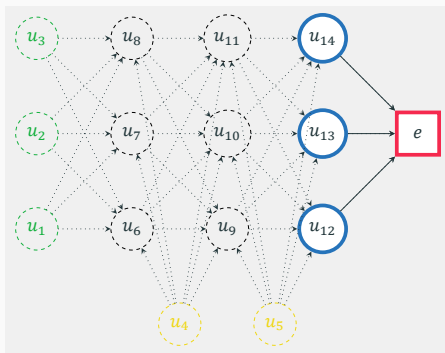 u₃ u₈ u₁₁ u₁₄
u₂ u₇ u₁₀ u₁₃ e
u₁ u₆ u₉ u₁₂
u₄ u₅